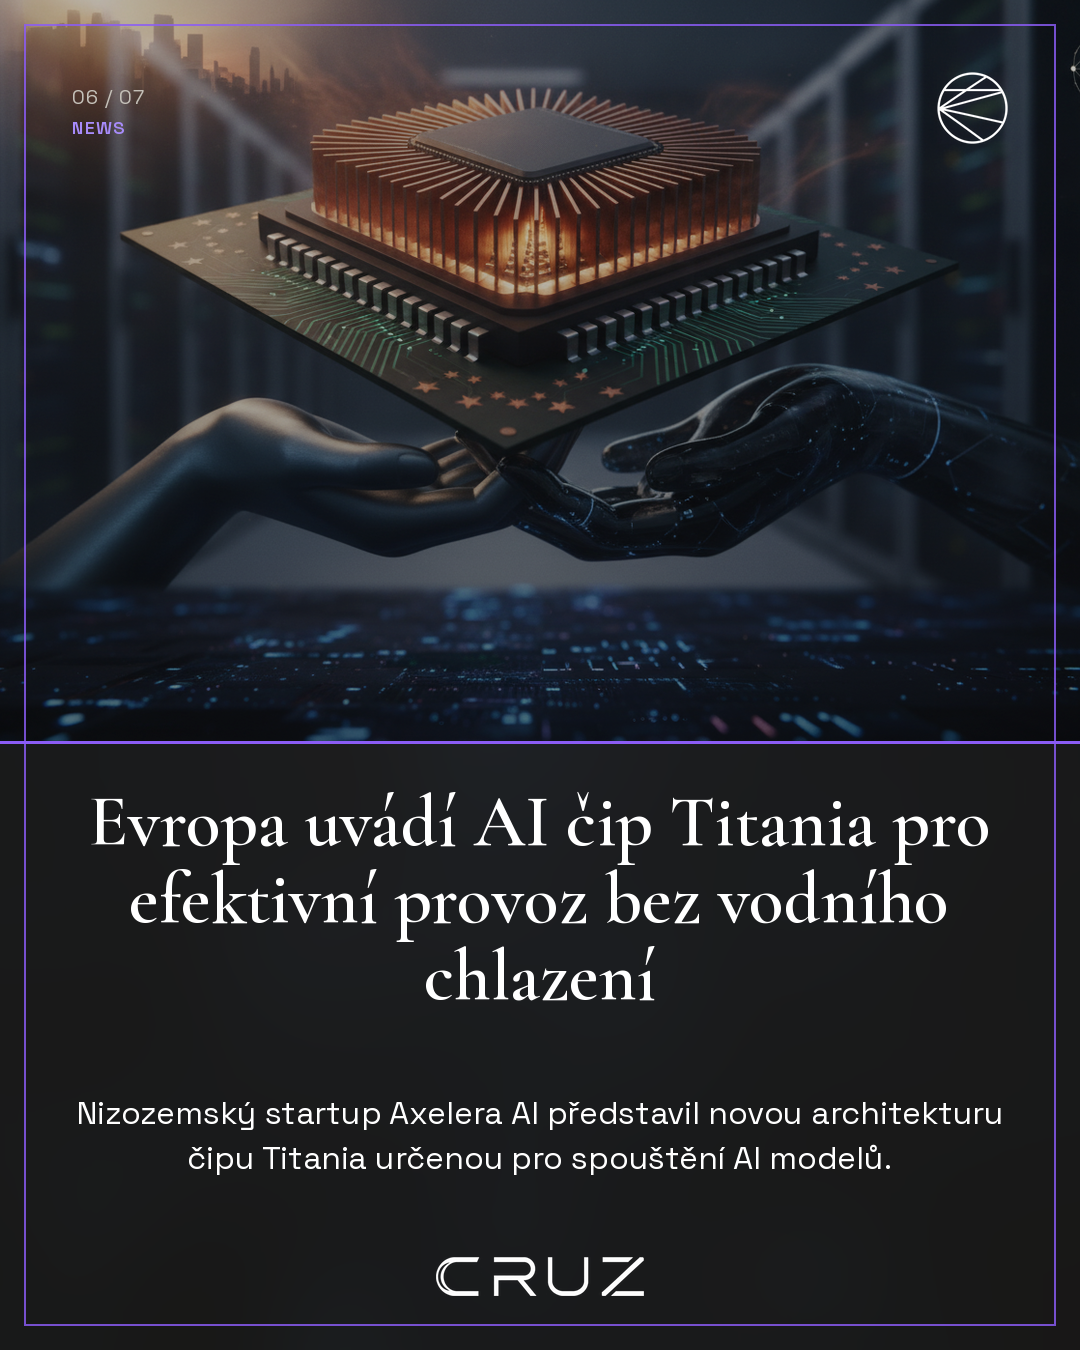 06 / 07
NEWS
Evropa uvádí AI čip Titania pro
efektivní provoz bez vodního
chlazení
Nizozemský startup Axelera AI představil novou architekturu
čipu Titania určenou pro spouštění AI modelů.
CRUZ